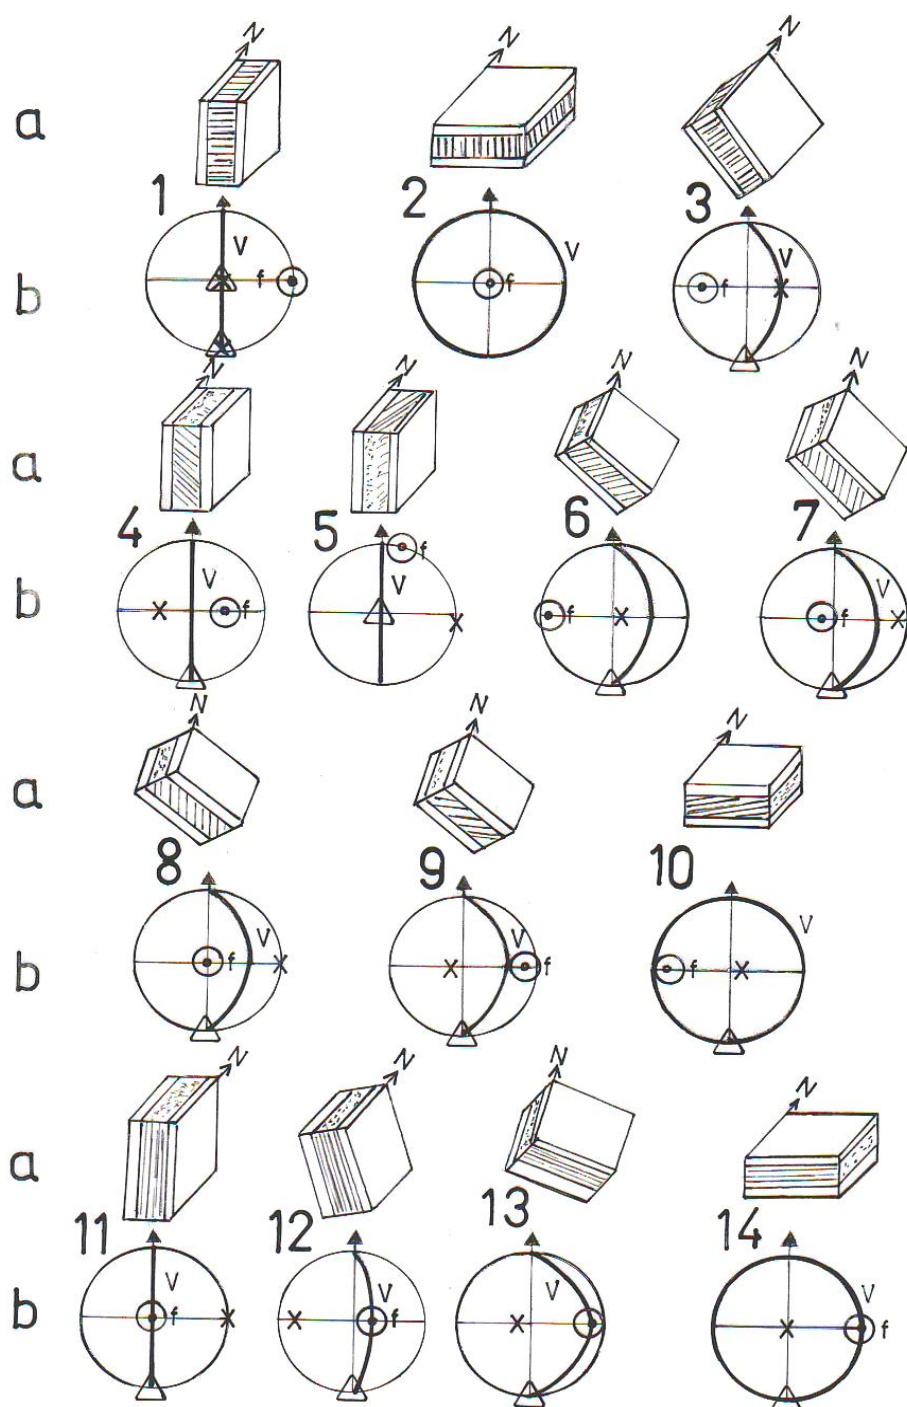 N N N
a
1 2 3
V V V
b f f f
N N N N
a
4 5 6 7
f f f f
b V V V V
N N N
a
8 9 10
V V V
b f f f
N N N N
a
11 12 13 14
V V V V
b f f f